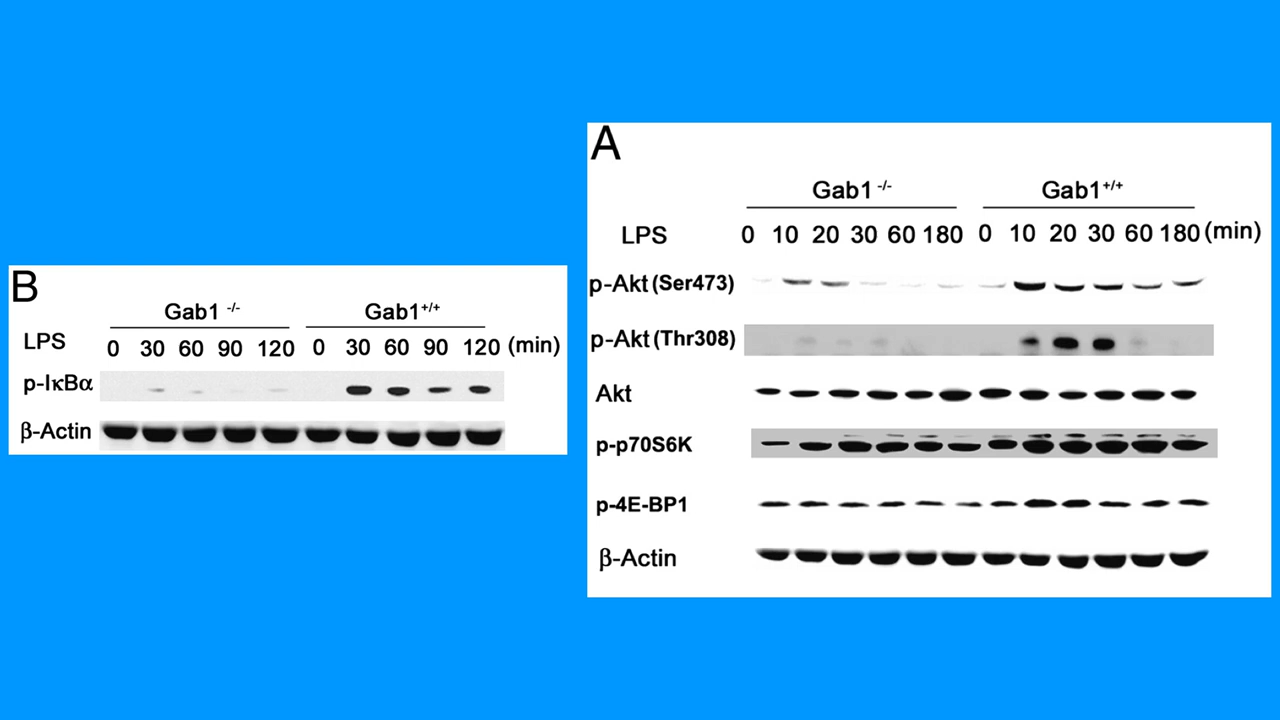 B
Gab1 -/- Gab1+/+
LPS 0 30 60 90 120 0 30 60 90 120 (min)
p-IκBα
β-Actin
A
Gab1 -/- Gab1+/+
LPS 0 10 20 30 60 180 0 10 20 30 60 180 (min)
p-Akt (Ser473)
p-Akt (Thr308)
Akt
p-p70S6K
p-4E-BP1
β-Actin